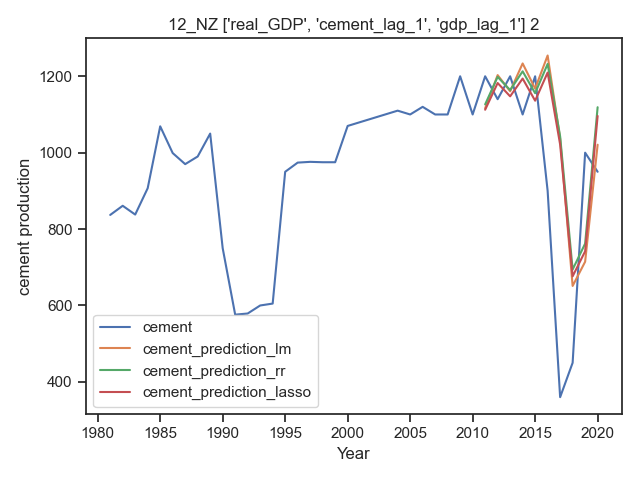 12_NZ ['real_GDP', 'cement_lag_1', 'gdp_lag_1'] 2
cement production
1200
1000
800
600
400
cement
cement_prediction_lm
cement_prediction_rr
cement_prediction_lasso
1980 1985 1990 1995 2000 2005 2010 2015 2020
Year